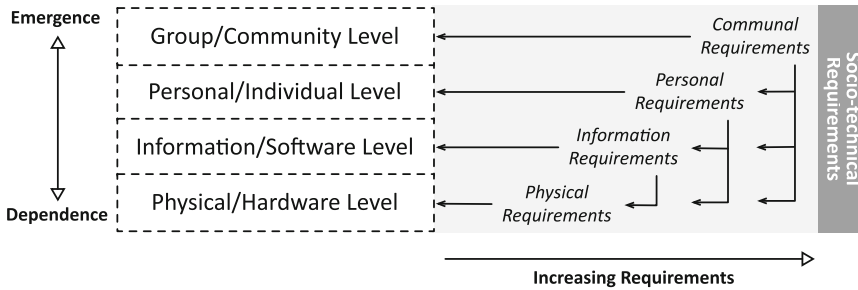 Emergence
Dependence
Group/Community Level
Personal/Individual Level
Information/Software Level
Physical/Hardware Level
Communal
Requirements
Personal
Requirements
Information
Requirements
Physical
Requirements
Socio-technical
Requirements
Increasing Requirements